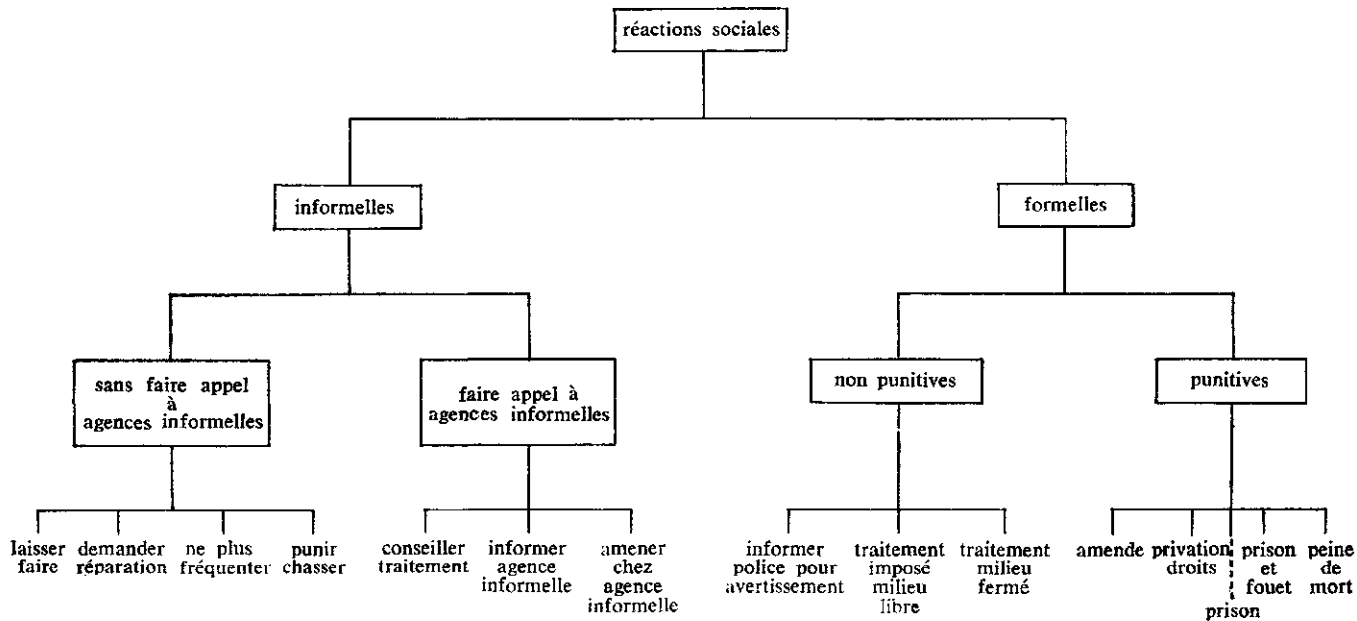 réactions sociales
informelles
formelles
sans faire appel
à
agences informelles
faire appel à
agences informelles
non punitives
punitives
laisser
faire
demander
réparation
ne plus
fréquenter
punir
chasser
conseiller
traitement
informer
agence
informelle
amener
chez
agence
informelle
informer
police pour
avertissement
traitement
imposé
milieu
libre
traitement
milieu
fermé
amende
privation
droits
prison
prison
et
fouet
peine
de
mort